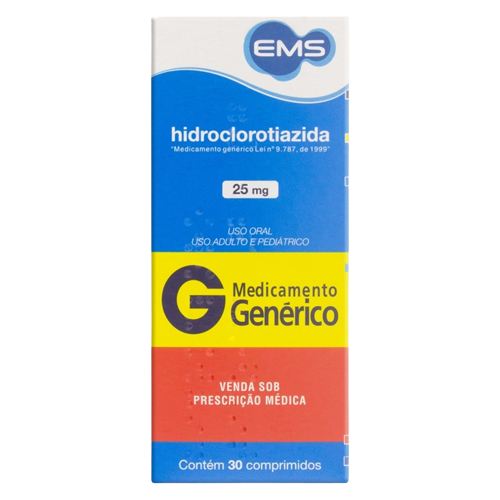 EMS
hidroclorotiazida
"Medicamento genérico Lei nº 9.787, de 1999"
25 mg
USO ORAL
USO ADULTO E PEDIÁTRICO
G Medicamento
Genérico
VENDA SOB
PRESCRIÇÃO MÉDICA
Contém 30 comprimidos